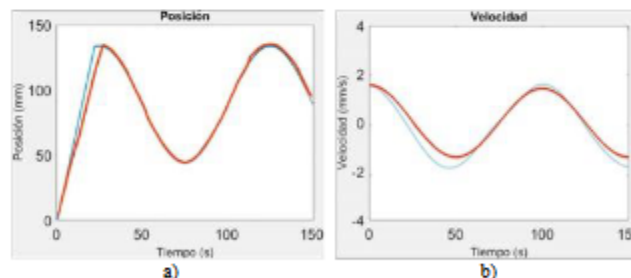 Posición
150
100
50
0
Posición (mm)
0 50 100 150
Tiempo (s)
a)
Velocidad
4
2
0
-2
-4
Velocidad (mm/s)
0 50 100 15
Tiempo (s)
b)